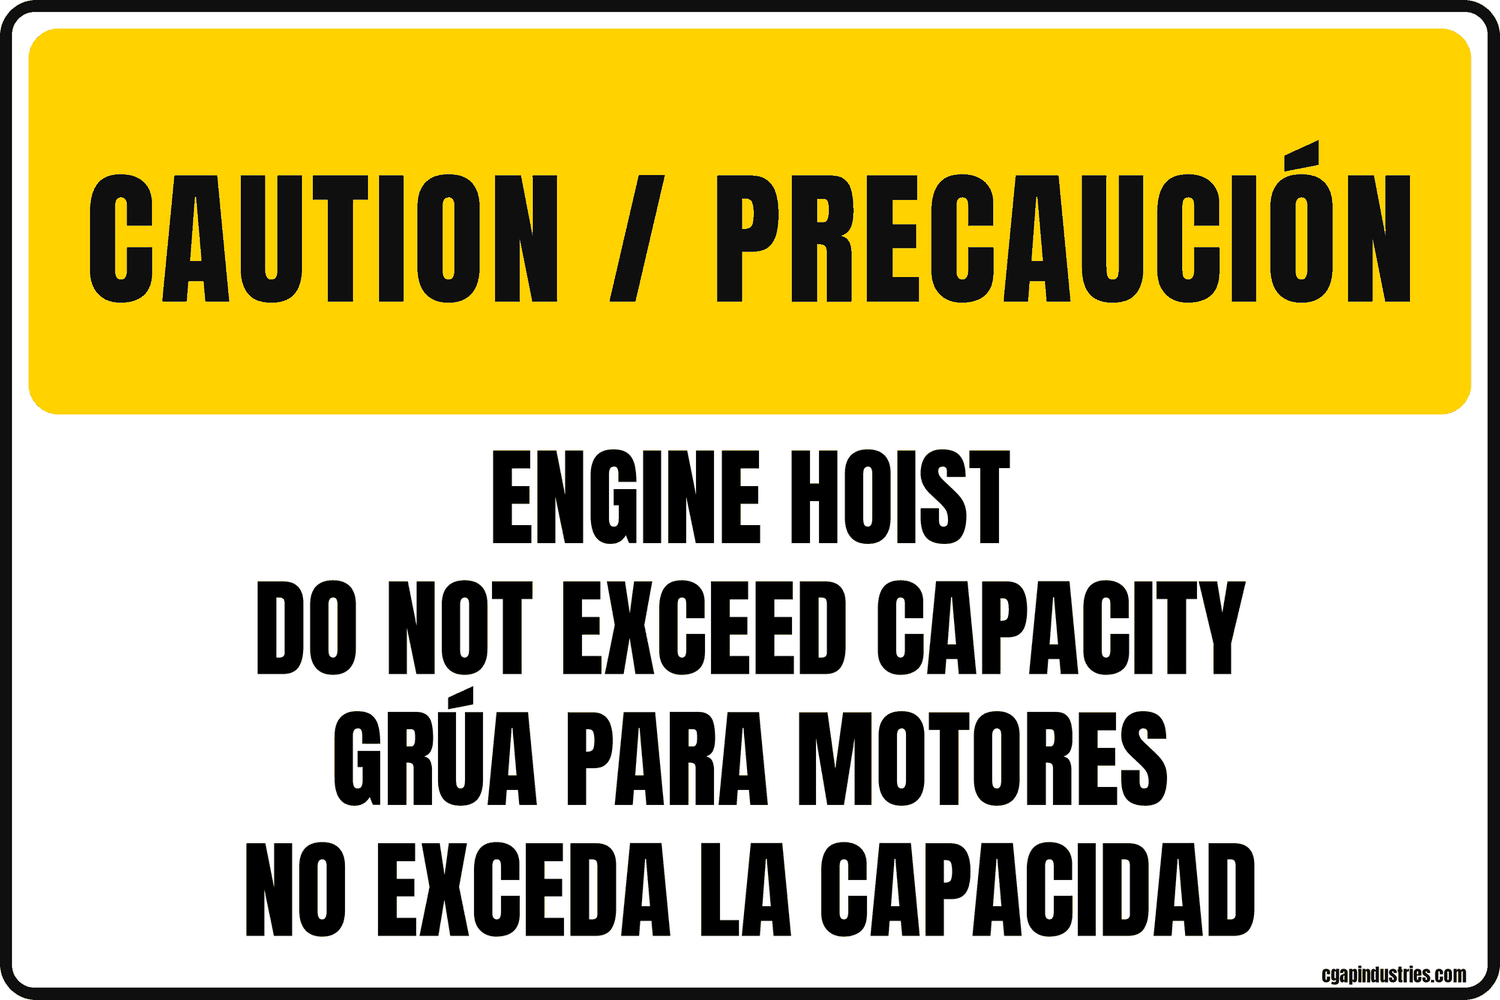 CAUTION / PRECAUCIÓN
ENGINE HOIST
DO NOT EXCEED CAPACITY
GRÚA PARA MOTORES
NO EXCEDA LA CAPACIDAD
cgapindustries.com